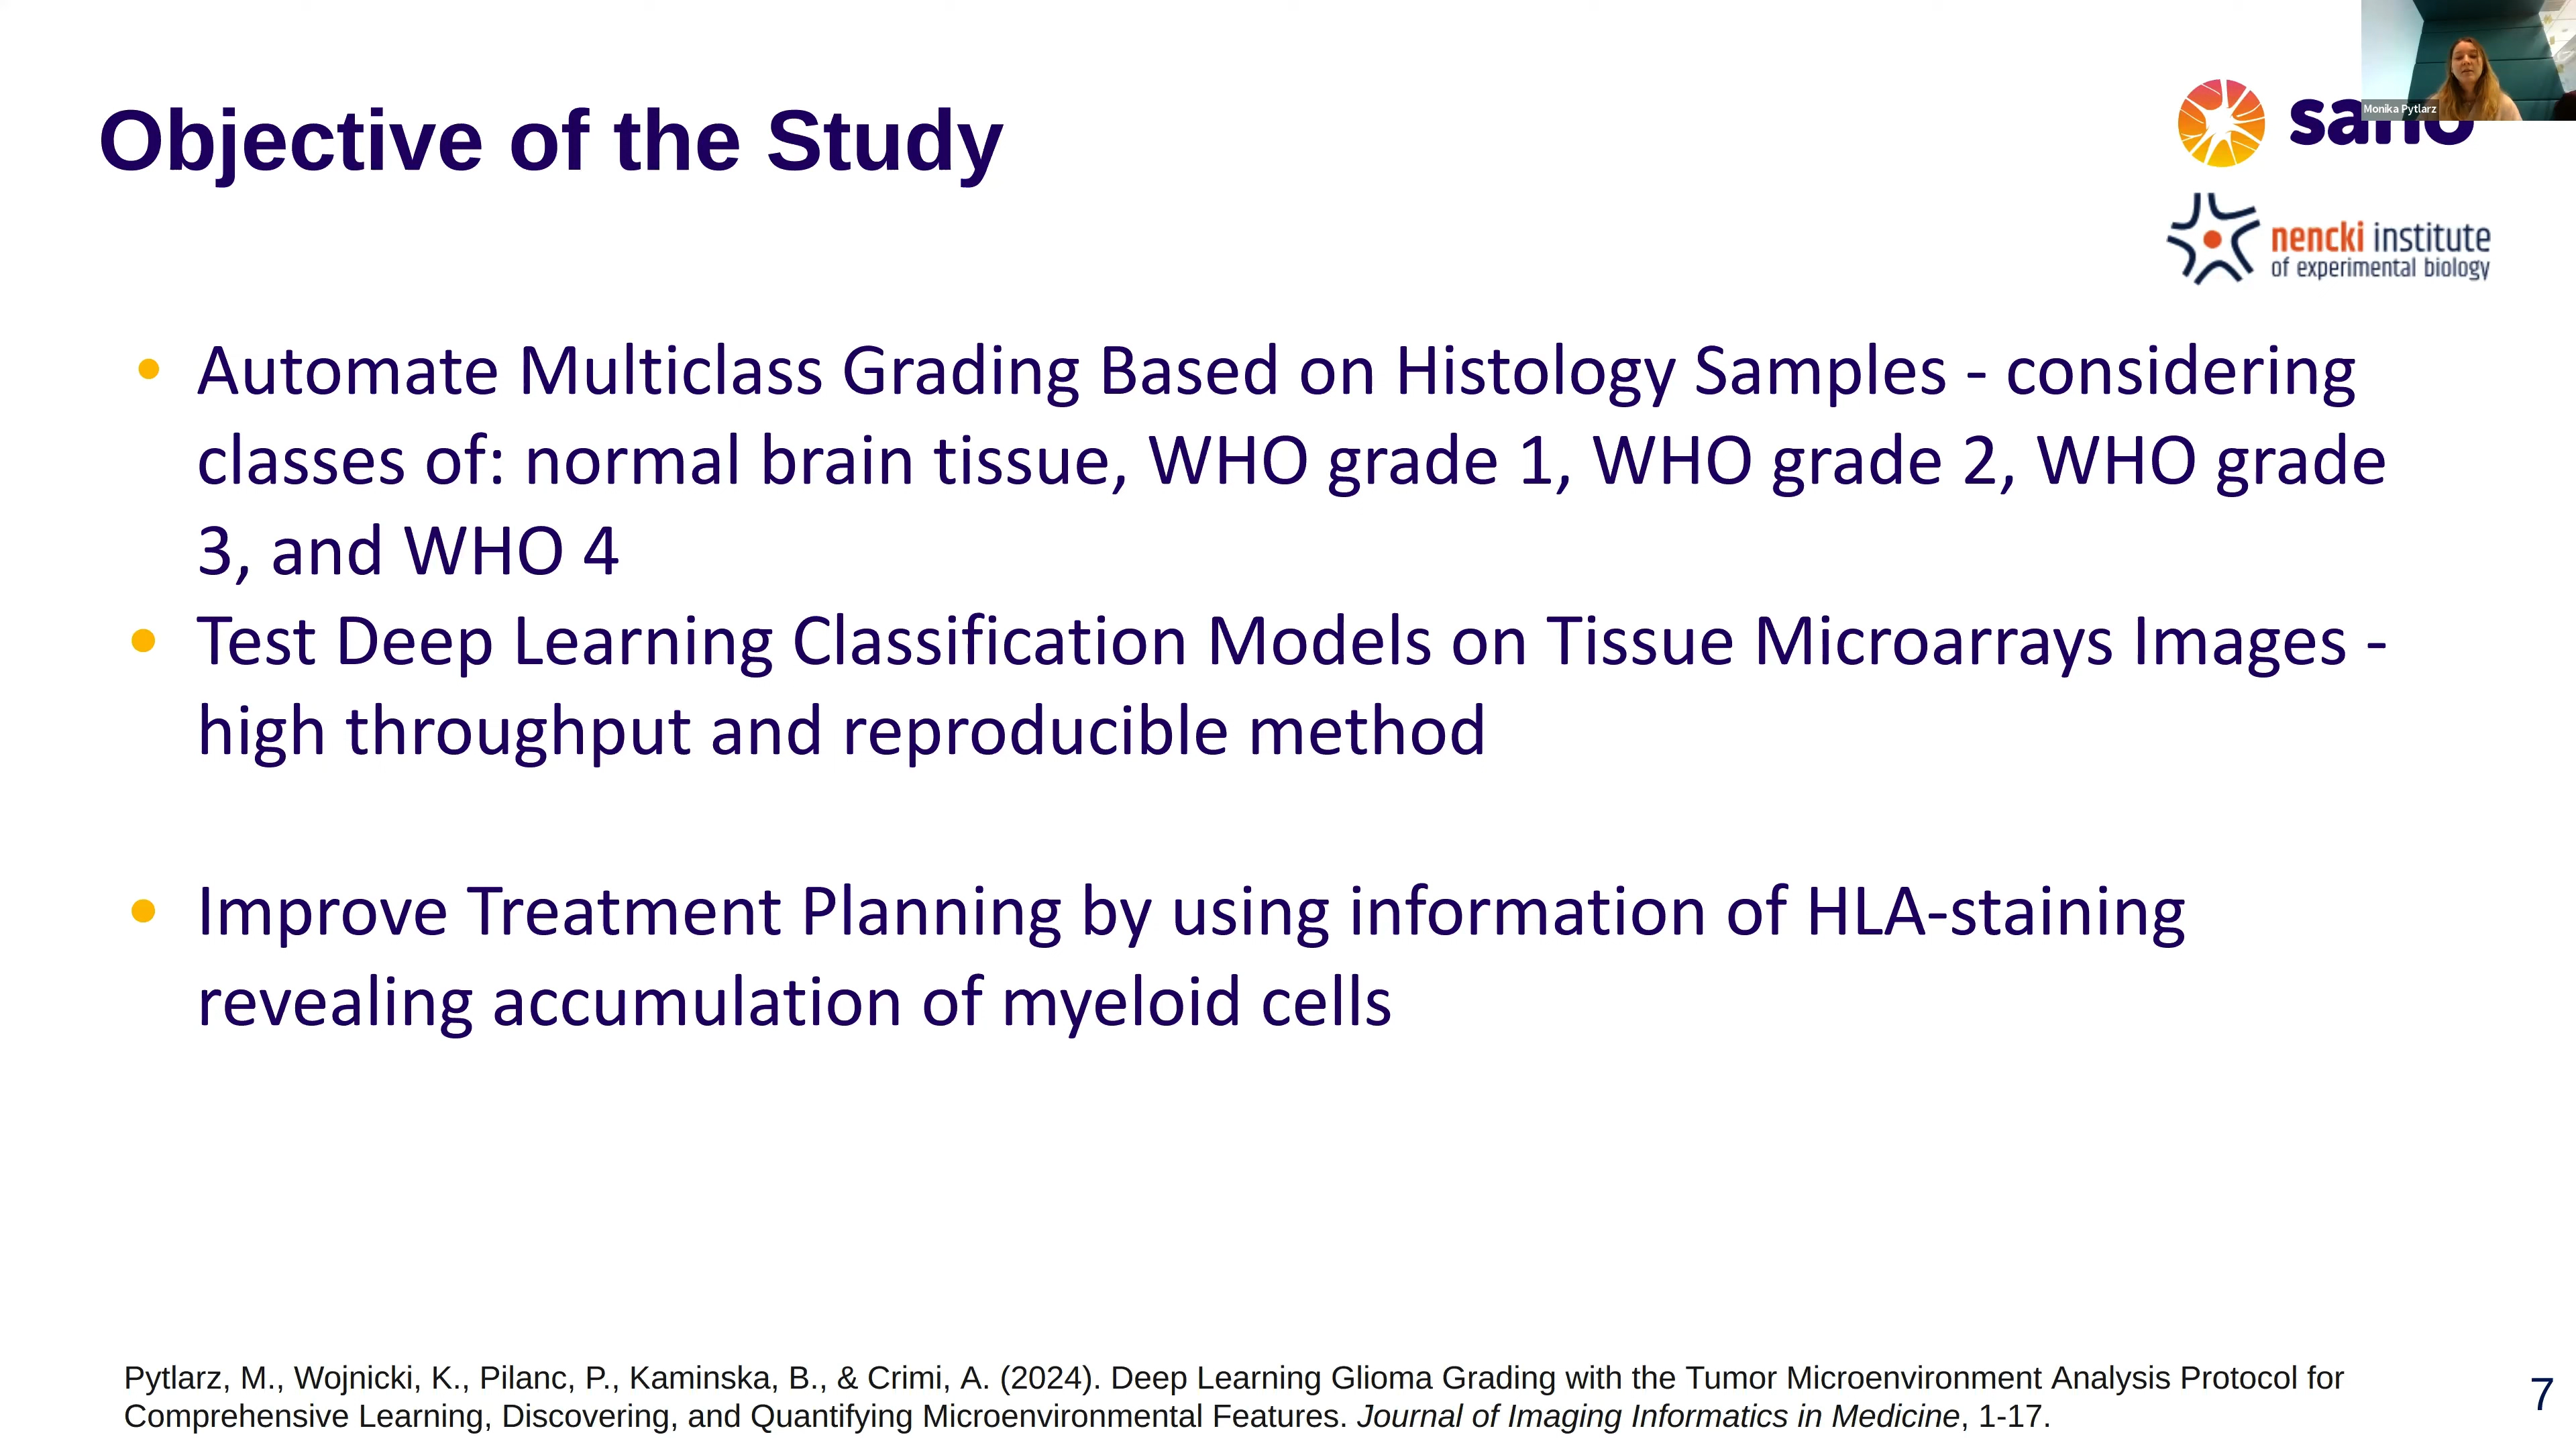 Objective of the Study
Monika Pytlarz
sano
nencki institute
of experimental biology
• Automate Multiclass Grading Based on Histology Samples - considering
classes of: normal brain tissue, WHO grade 1, WHO grade 2, WHO grade
3, and WHO 4
• Test Deep Learning Classification Models on Tissue Microarrays Images -
high throughput and reproducible method
• Improve Treatment Planning by using information of HLA-staining
revealing accumulation of myeloid cells
Pytlarz, M., Wojnicki, K., Pilanc, P., Kaminska, B., & Crimi, A. (2024). Deep Learning Glioma Grading with the Tumor Microenvironment Analysis Protocol for
Comprehensive Learning, Discovering, and Quantifying Microenvironmental Features. Journal of Imaging Informatics in Medicine, 1-17.
7